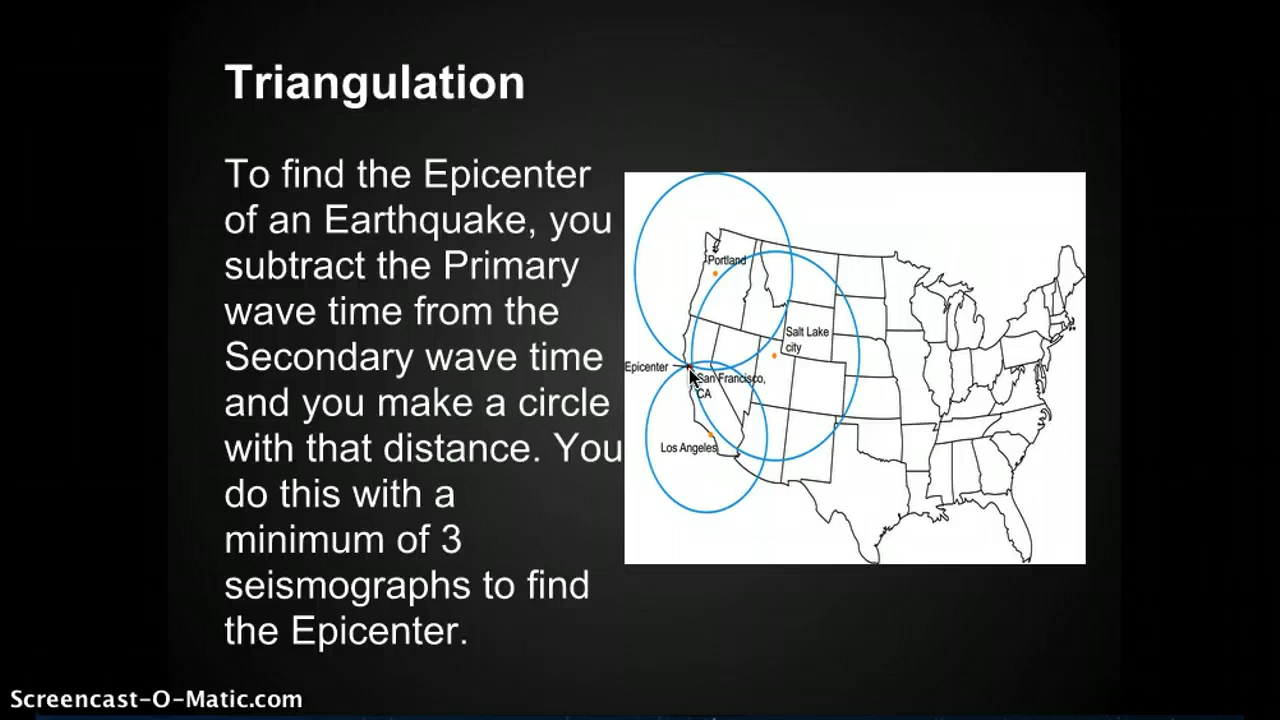 Triangulation
To find the Epicenter
of an Earthquake, you
subtract the Primary
wave time from the
Secondary wave time
and you make a circle
with that distance. You
do this with a
minimum of 3
seismographs to find
the Epicenter.
Portland
Salt Lake
city
Epicenter
San Francisco,
CA
Los Angeles
Screencast-O-Matic.com